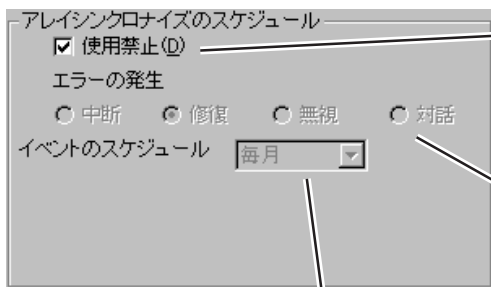 アレイシンクロナイズのスケジュール
使用禁止(D)
エラーの発生
中断 修復 無視 対話
イベントのスケジュール 毎月